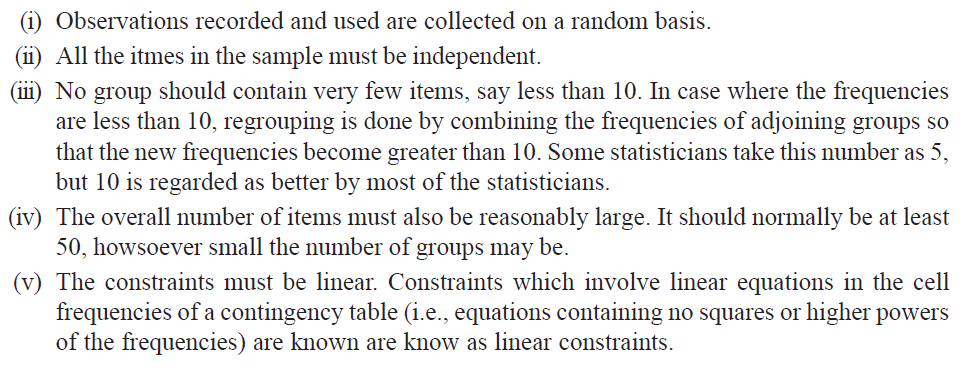 (i) Observations recorded and used are collected on a random basis.
(ii) All the itmes in the sample must be independent.
(iii) No group should contain very few items, say less than 10. In case where the frequencies
are less than 10, regrouping is done by combining the frequencies of adjoining groups so
that the new frequencies become greater than 10. Some statisticians take this number as 5,
but 10 is regarded as better by most of the statisticians.
(iv) The overall number of items must also be reasonably large. It should normally be at least
50, howsoever small the number of groups may be.
(v) The constraints must be linear. Constraints which involve linear equations in the cell
frequencies of a contingency table (i.e., equations containing no squares or higher powers
of the frequencies) are known are know as linear constraints.